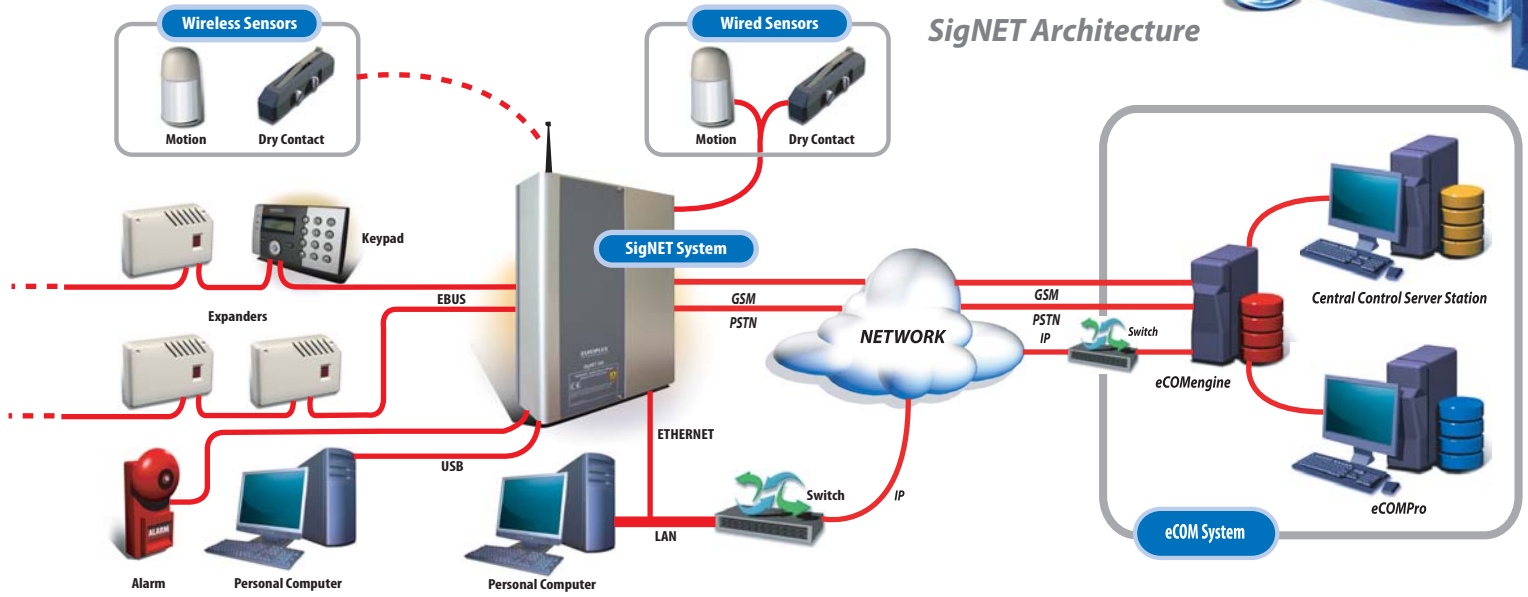 Wireless Sensors
Motion
Dry Contact
Wired Sensors
Motion
Dry Contact
SigNET Architecture
Keypad
Expanders
EBUS
SigNET System
GSM
PSTN
NETWORK
GSM
PSTN
IP
Switch
eCOMengine
Central Control Server Station
eCOMPro
eCOM System
ETHERNET
USB
LAN
Switch
IP
ALARM
Alarm
Personal Computer
Personal Computer